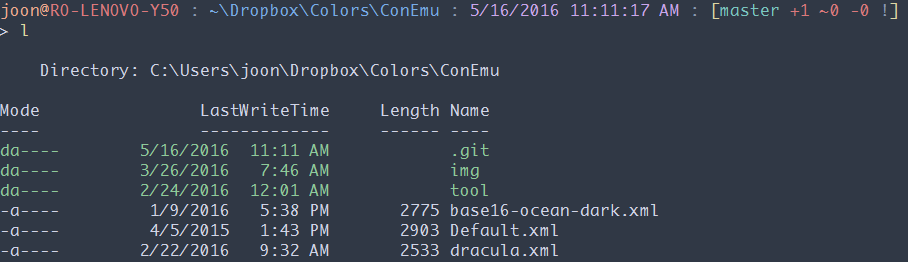 joon@RO-LENOVO-Y50 : ~\Dropbox\Colors\ConEmu : 5/16/2016 11:11:17 AM : [master +1 ~0 -0 !]
> l
Directory: C:\Users\joon\Dropbox\Colors\ConEmu
Mode LastWriteTime Length Name
---- ------------- ------ ----
da---- 5/16/2016 11:11 AM .git
da---- 3/26/2016 7:46 AM img
da---- 2/24/2016 12:01 AM tool
-a---- 1/9/2016 5:38 PM 2775 base16-ocean-dark.xml
-a---- 4/5/2015 1:43 PM 2903 Default.xml
-a---- 2/22/2016 9:32 AM 2533 dracula.xml